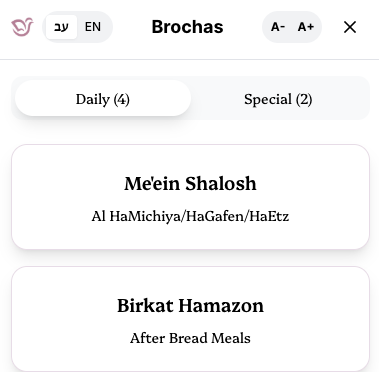 עב EN Brochas A- A+
Daily (4) Special (2)
Me'ein Shalosh
Al HaMichiya/HaGafen/HaEtz
Birkat Hamazon
After Bread Meals